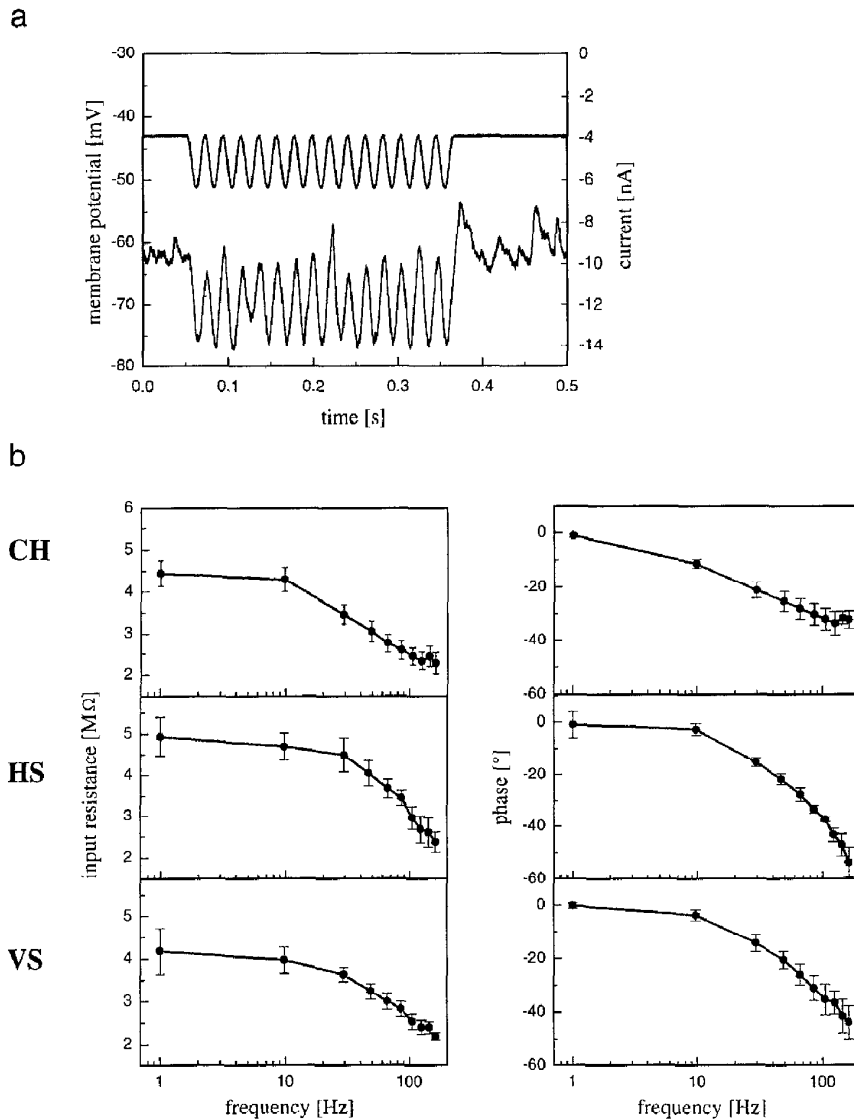 a
-30
-40
-50
-60
-70
-80
membrane potential [mV]
0
-2
-4
-6
-8
-10
-12
-14
current [nA]
0.0 0.1 0.2 0.3 0.4 0.5
time [s]
b
CH
6
5
4
3
2
0
-20
-40
-60
HS
5
4
3
2
input resistance [MΩ]
0
-20
-40
-60
phase [°]
VS
5
4
3
2
0
-20
-40
-60
1 10 100
frequency [Hz]
1 10 100
frequency [Hz]